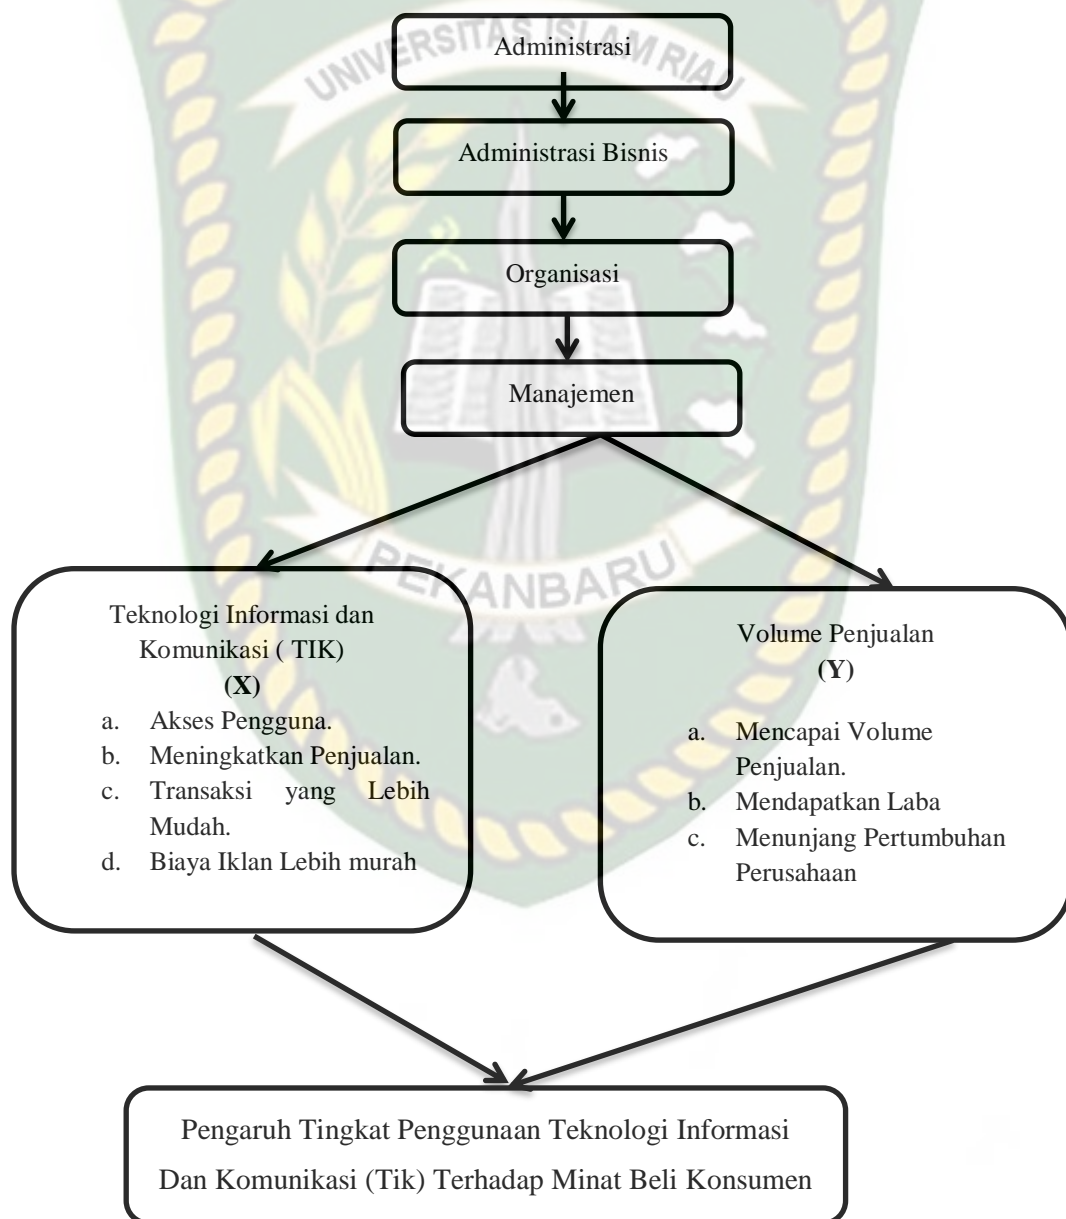 UNIVERSITAS ISLAM RIAU
Administrasi
Administrasi Bisnis
Organisasi
Manajemen
PEKANBARU
Teknologi Informasi dan
Komunikasi ( TIK)
(X)
a. Akses Pengguna.
b. Meningkatkan Penjualan.
c. Transaksi yang Lebih
Mudah.
d. Biaya Iklan Lebih murah
Volume Penjualan
(Y)
a. Mencapai Volume
Penjualan.
b. Mendapatkan Laba
c. Menunjang Pertumbuhan
Perusahaan
Pengaruh Tingkat Penggunaan Teknologi Informasi
Dan Komunikasi (Tik) Terhadap Minat Beli Konsumen